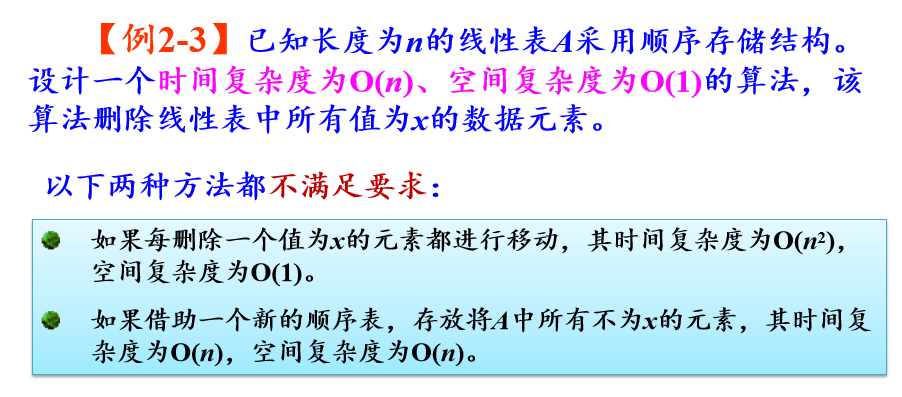 【例2-3】已知长度为n的线性表A采用顺序存储结构。
设计一个时间复杂度为O(n)、空间复杂度为O(1)的算法，该
算法删除线性表中所有值为x的数据元素。
以下两种方法都不满足要求：
如果每删除一个值为x的元素都进行移动，其时间复杂度为O(n²)，
空间复杂度为O(1)。
如果借助一个新的顺序表，存放将A中所有不为x的元素，其时间复
杂度为O(n)，空间复杂度为O(n)。